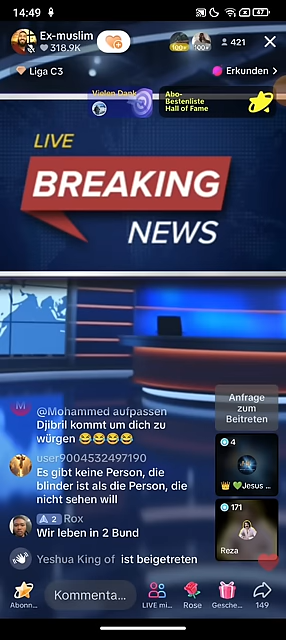 14:49
47
Ex-muslim
318.9K
100+
100+
421
Liga C3
Erkunden >
Vielen Dank
Abo-
Bestenliste
Hall of Fame
LIVE
BREAKING
NEWS
Anfrage
zum
Beitreten
M
@Mohammed aufpassen
Djibril kommt um dich zu
würgen 😂😂😂😂
user9004532497190
Es gibt keine Person, die
blinder ist als die Person, die
nicht sehen will
2 Rox
Wir leben in 2 Bund
Yeshua King of ist beigetreten
4
👑 💚Jesus ...
171
Reza
Abonn...
Kommenta...
LIVE mi...
Rose
Gesche...
149